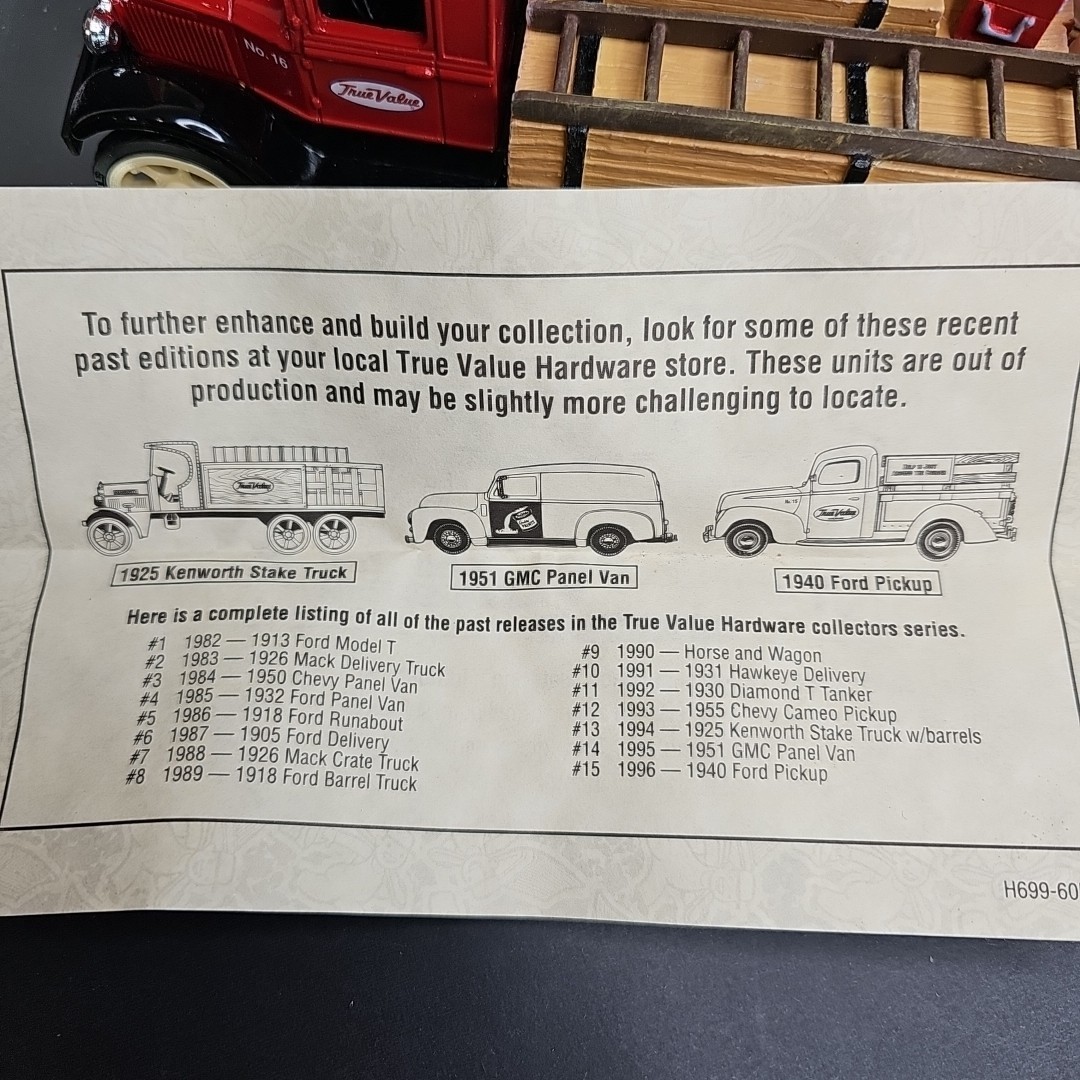 No. 16
True Value
To further enhance and build your collection, look for some of these recent
past editions at your local True Value Hardware store. These units are out of
production and may be slightly more challenging to locate.
True Value
No. 15
True Value
1925 Kenworth Stake Truck
1951 GMC Panel Van
1940 Ford Pickup
Here is a complete listing of all of the past releases in the True Value Hardware collectors series.
#1 1982 — 1913 Ford Model T
#2 1983 — 1926 Mack Delivery Truck
#3 1984 — 1950 Chevy Panel Van
#4 1985 — 1932 Ford Panel Van
#5 1986 — 1918 Ford Runabout
#6 1987 — 1905 Ford Delivery
#7 1988 — 1926 Mack Crate Truck
#8 1989 — 1918 Ford Barrel Truck
#9 1990 — Horse and Wagon
#10 1991 — 1931 Hawkeye Delivery
#11 1992 — 1930 Diamond T Tanker
#12 1993 — 1955 Chevy Cameo Pickup
#13 1994 — 1925 Kenworth Stake Truck w/barrels
#14 1995 — 1951 GMC Panel Van
#15 1996 — 1940 Ford Pickup
H699-60